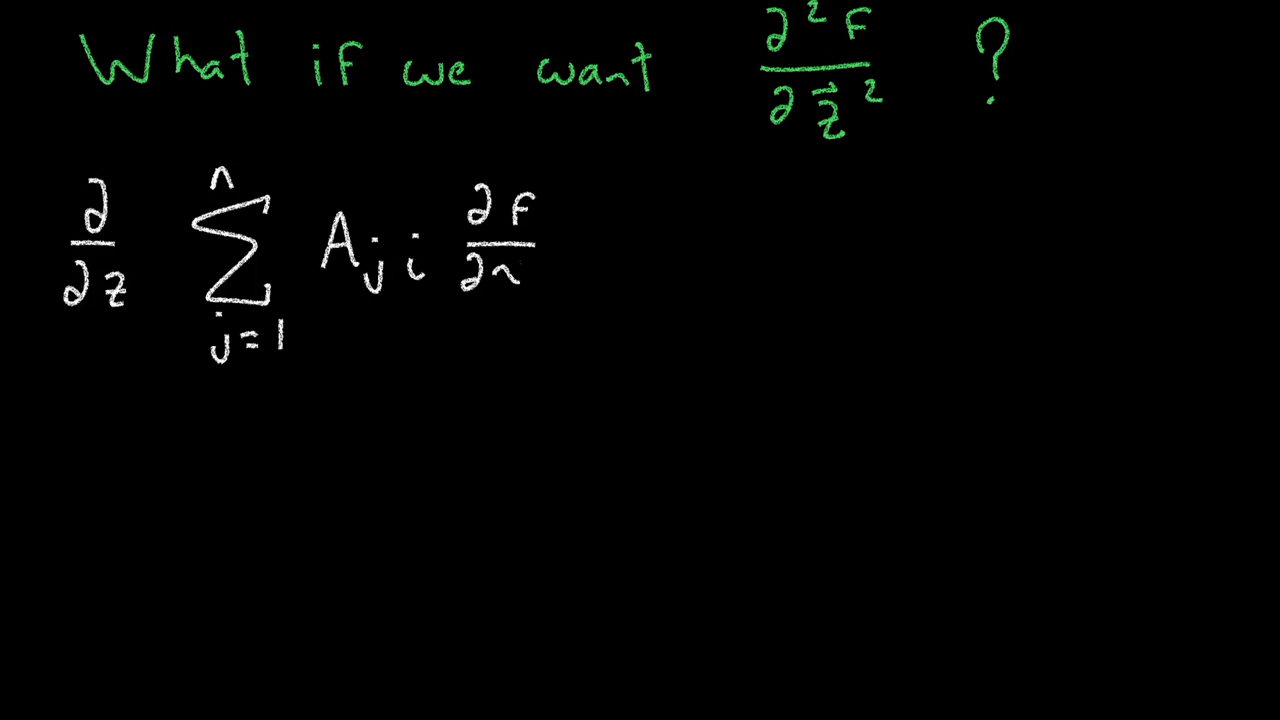 What if we want ∂²F/∂z⃗² ?
∂/∂z ∑_{j=1}^{n} A_{ji} ∂F/∂